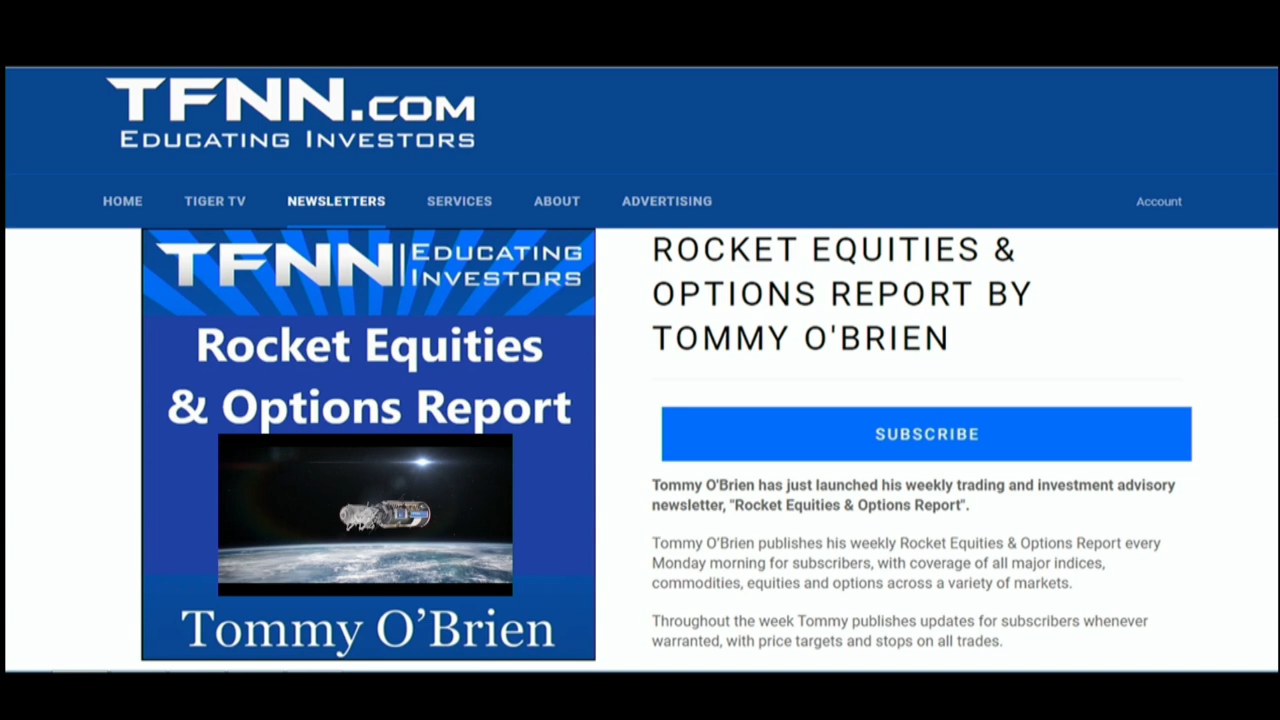 TFNN.COM
EDUCATING INVESTORS
HOME TIGER TV NEWSLETTERS SERVICES ABOUT ADVERTISING Account
TFNN EDUCATING
INVESTORS
Rocket Equities
& Options Report
Tommy O’Brien
ROCKET EQUITIES &
OPTIONS REPORT BY
TOMMY O'BRIEN
SUBSCRIBE
Tommy O'Brien has just launched his weekly trading and investment advisory
newsletter, "Rocket Equities & Options Report".
Tommy O'Brien publishes his weekly Rocket Equities & Options Report every
Monday morning for subscribers, with coverage of all major indices,
commodities, equities and options across a variety of markets.
Throughout the week Tommy publishes updates for subscribers whenever
warranted, with price targets and stops on all trades.